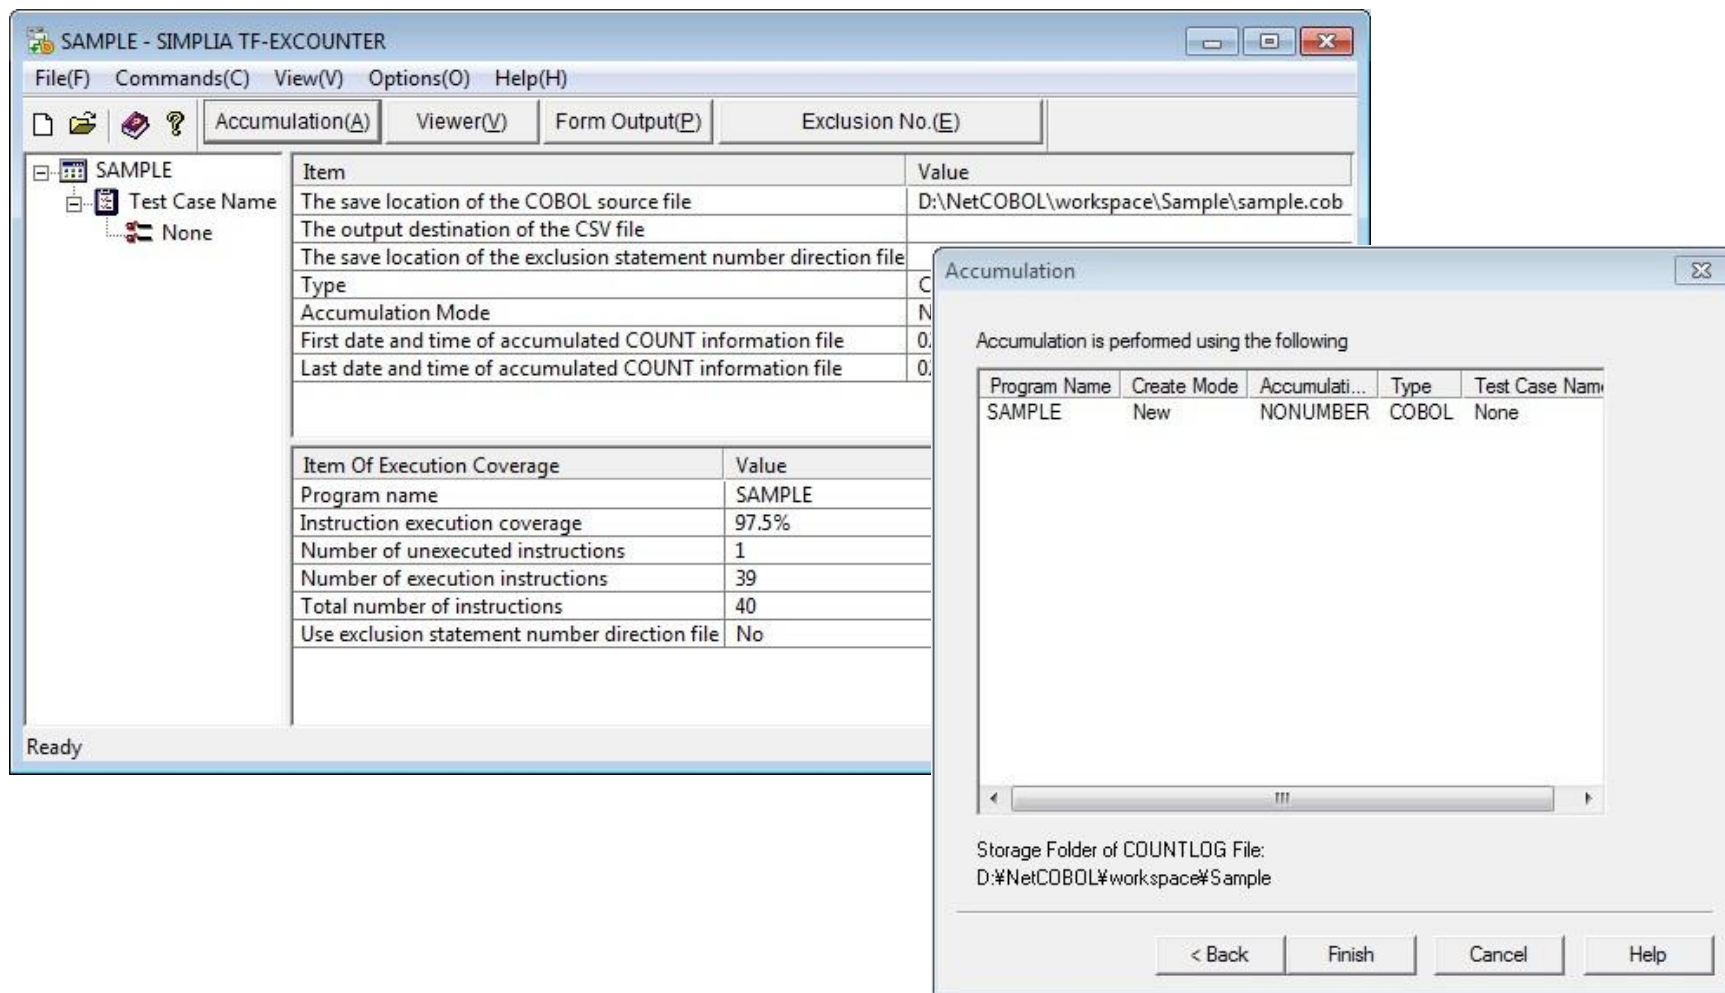 SAMPLE - SIMPLIA TF-EXCOUNTER
File(F) Commands(C) View(V) Options(O) Help(H)
Accumulation(A) Viewer(V) Form Output(P) Exclusion No.(E)
SAMPLE
Test Case Name
None
Item Value
The save location of the COBOL source file D:\NetCOBOL\workspace\Sample\sample.cob
The output destination of the CSV file
The save location of the exclusion statement number direction file
Type C
Accumulation Mode N
First date and time of accumulated COUNT information file 0
Last date and time of accumulated COUNT information file 0
Item Of Execution Coverage Value
Program name SAMPLE
Instruction execution coverage 97.5%
Number of unexecuted instructions 1
Number of execution instructions 39
Total number of instructions 40
Use exclusion statement number direction file No
Ready
Accumulation
Accumulation is performed using the following
Program Name Create Mode Accumulati... Type Test Case Name
SAMPLE New NONUMBER COBOL None
Storage Folder of COUNTLOG File:
D:¥NetCOBOL¥workspace¥Sample
< Back Finish Cancel Help